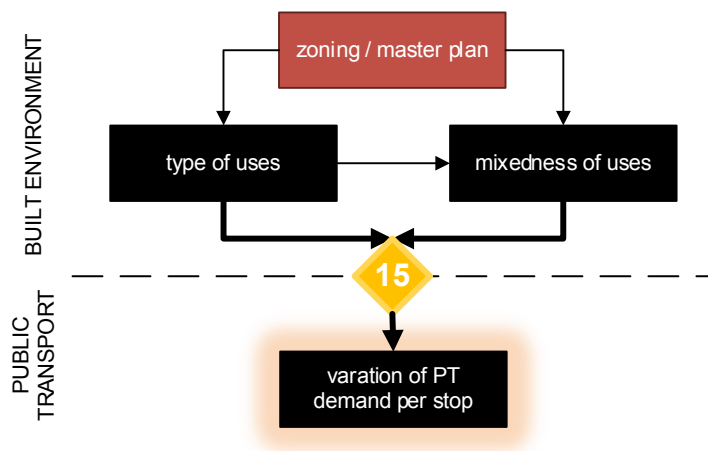 zoning / master plan
BUILT ENVIRONMENT
type of uses
mixedness of uses
15
PUBLIC
TRANSPORT
varation of PT
demand per stop